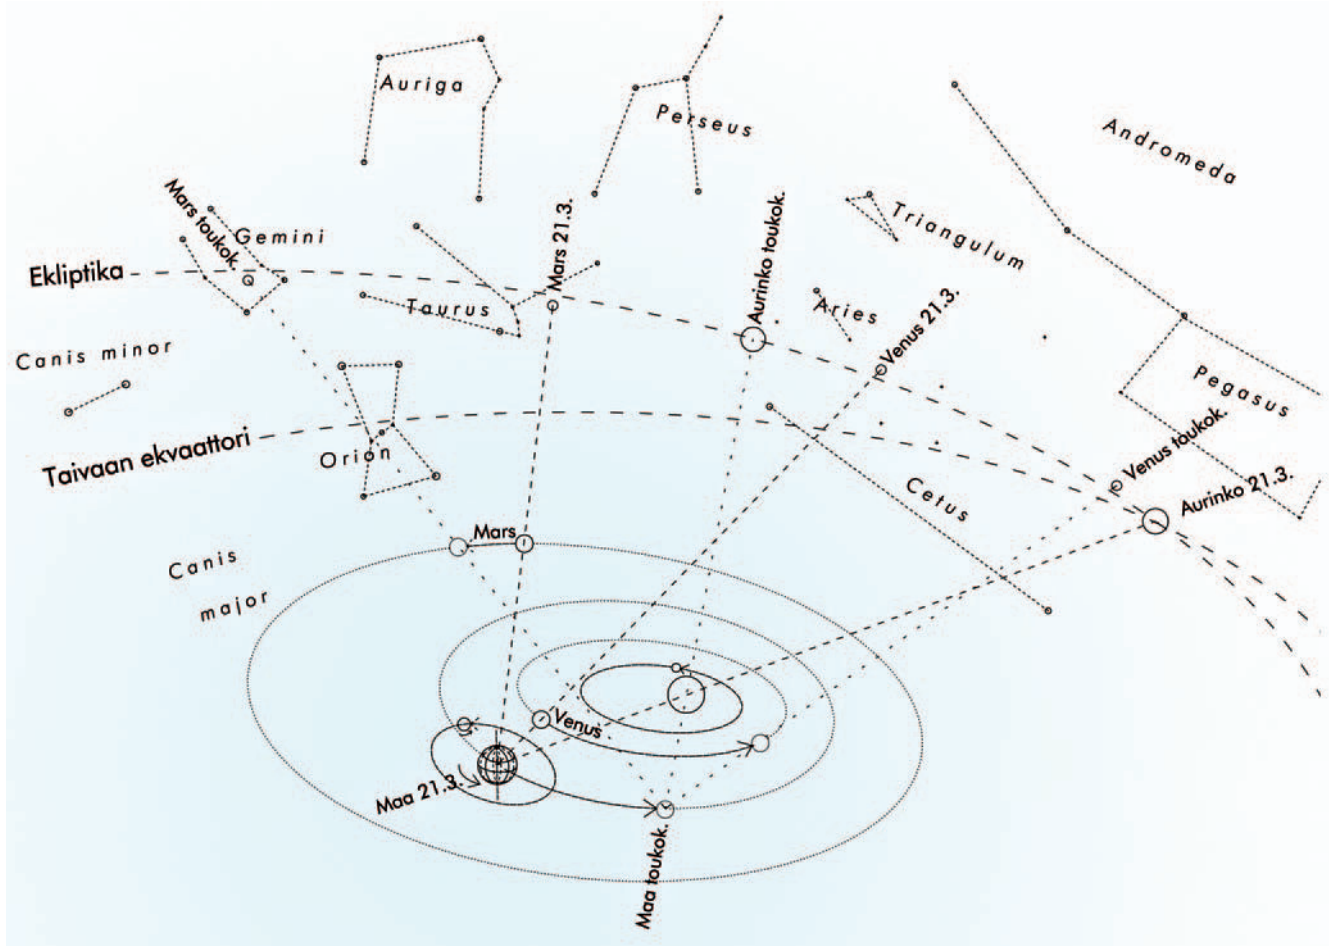 Auriga
Perseus
Andromeda
Mars toukok.
Gemini
Mars 21.3.
Aurinko toukok.
Triangulum
Ekliptika
Taurus
Aries
Venus 21.3.
Canis minor
Pegasus
Taivaan ekvaattori
Orion
Venus toukok.
Cetus
Aurinko 21.3.
Mars
Canis
major
Venus
Maa 21.3.
Maa toukok.